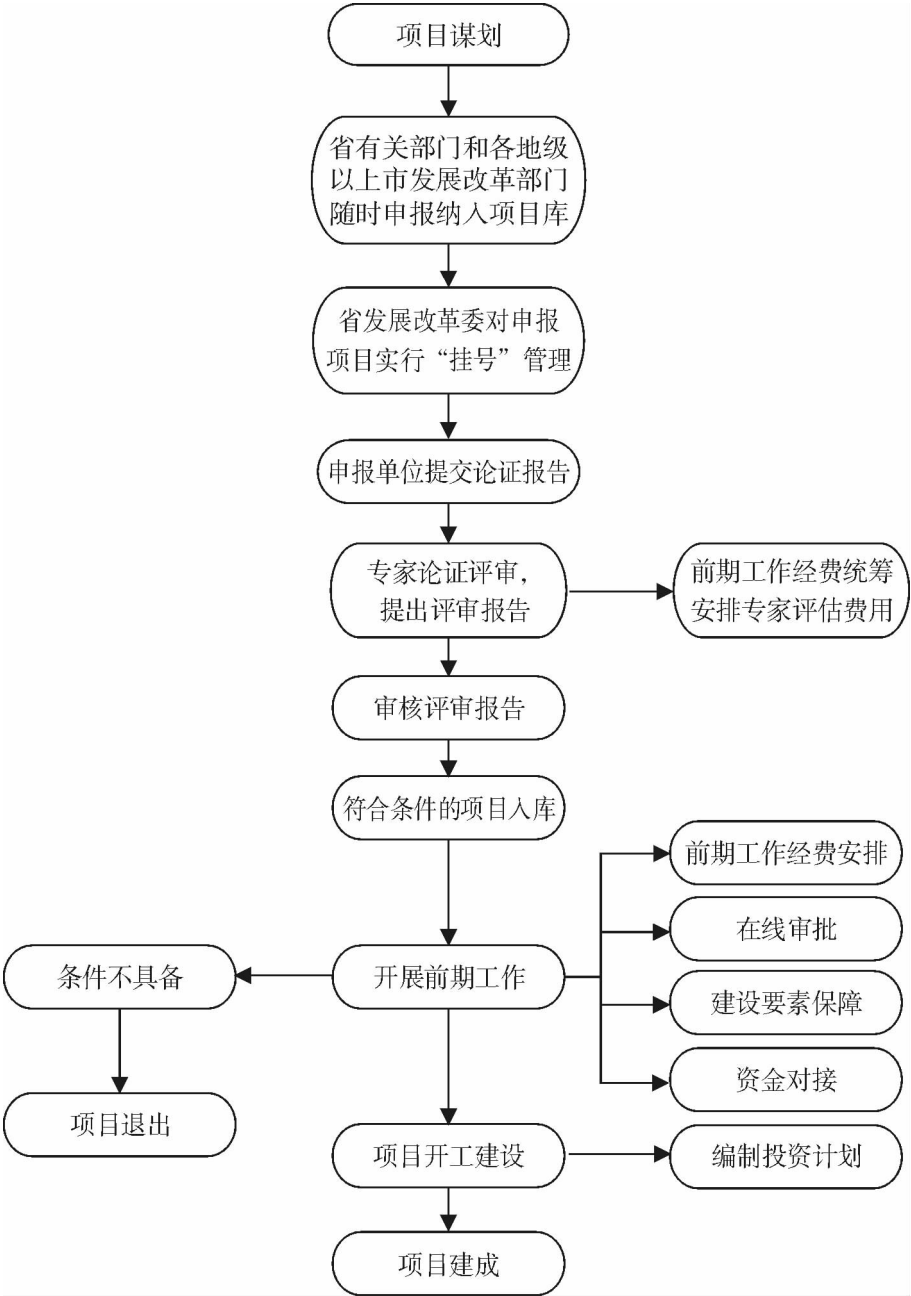 项目谋划
省有关部门和各地级
以上市发展改革部门
随时申报纳入项目库
省发展改革委对申报
项目实行“挂号”管理
申报单位提交论证报告
专家论证评审,
提出评审报告
前期工作经费统筹
安排专家评估费用
审核评审报告
符合条件的项目入库
前期工作经费安排
在线审批
条件不具备
开展前期工作
建设要素保障
资金对接
项目退出
项目开工建设
编制投资计划
项目建成